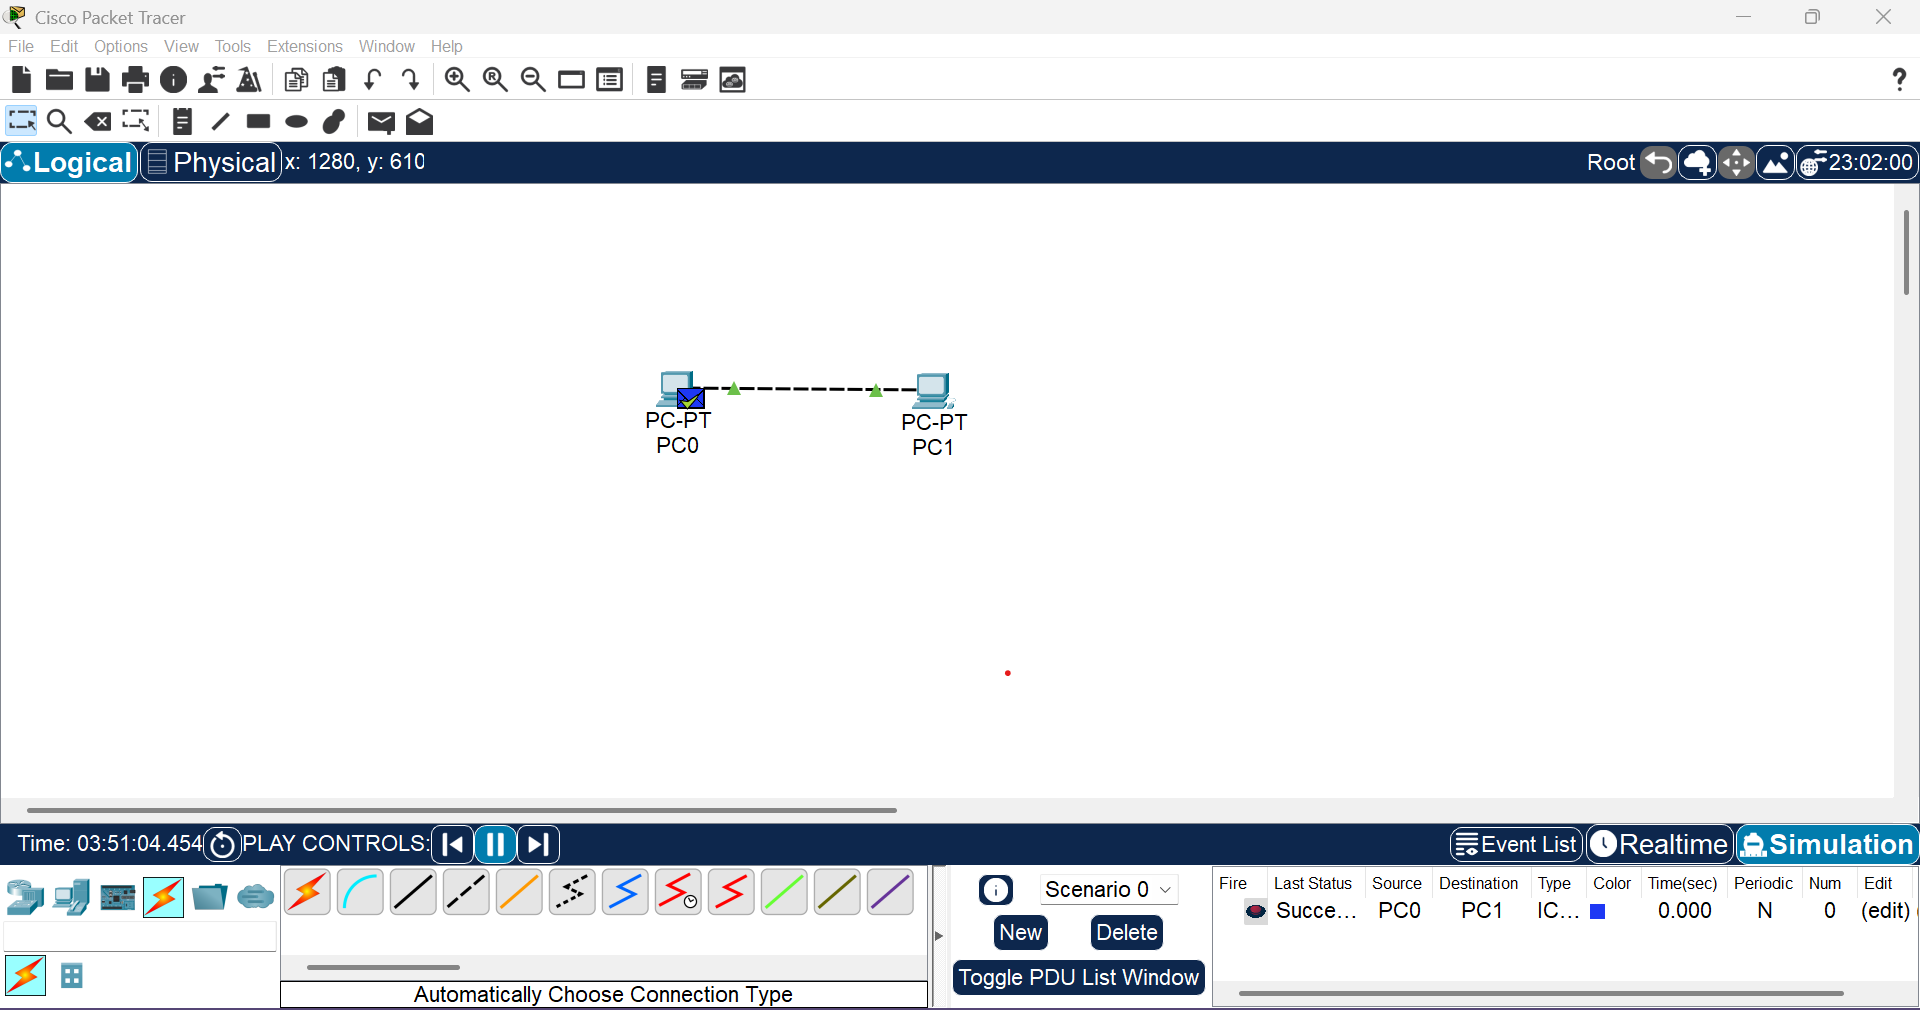 Cisco Packet Tracer
File Edit Options View Tools Extensions Window Help
Logical Physical x: 1280, y: 610 Root 23:02:00
PC-PT
PC0
PC-PT
PC1
Time: 03:51:04.454 PLAY CONTROLS: Event List Realtime Simulation
Scenario 0
New Delete
Toggle PDU List Window
Automatically Choose Connection Type
Fire Last Status Source Destination Type Color Time(sec) Periodic Num Edit
Succe... PC0 PC1 IC... 0.000 N 0 (edit)